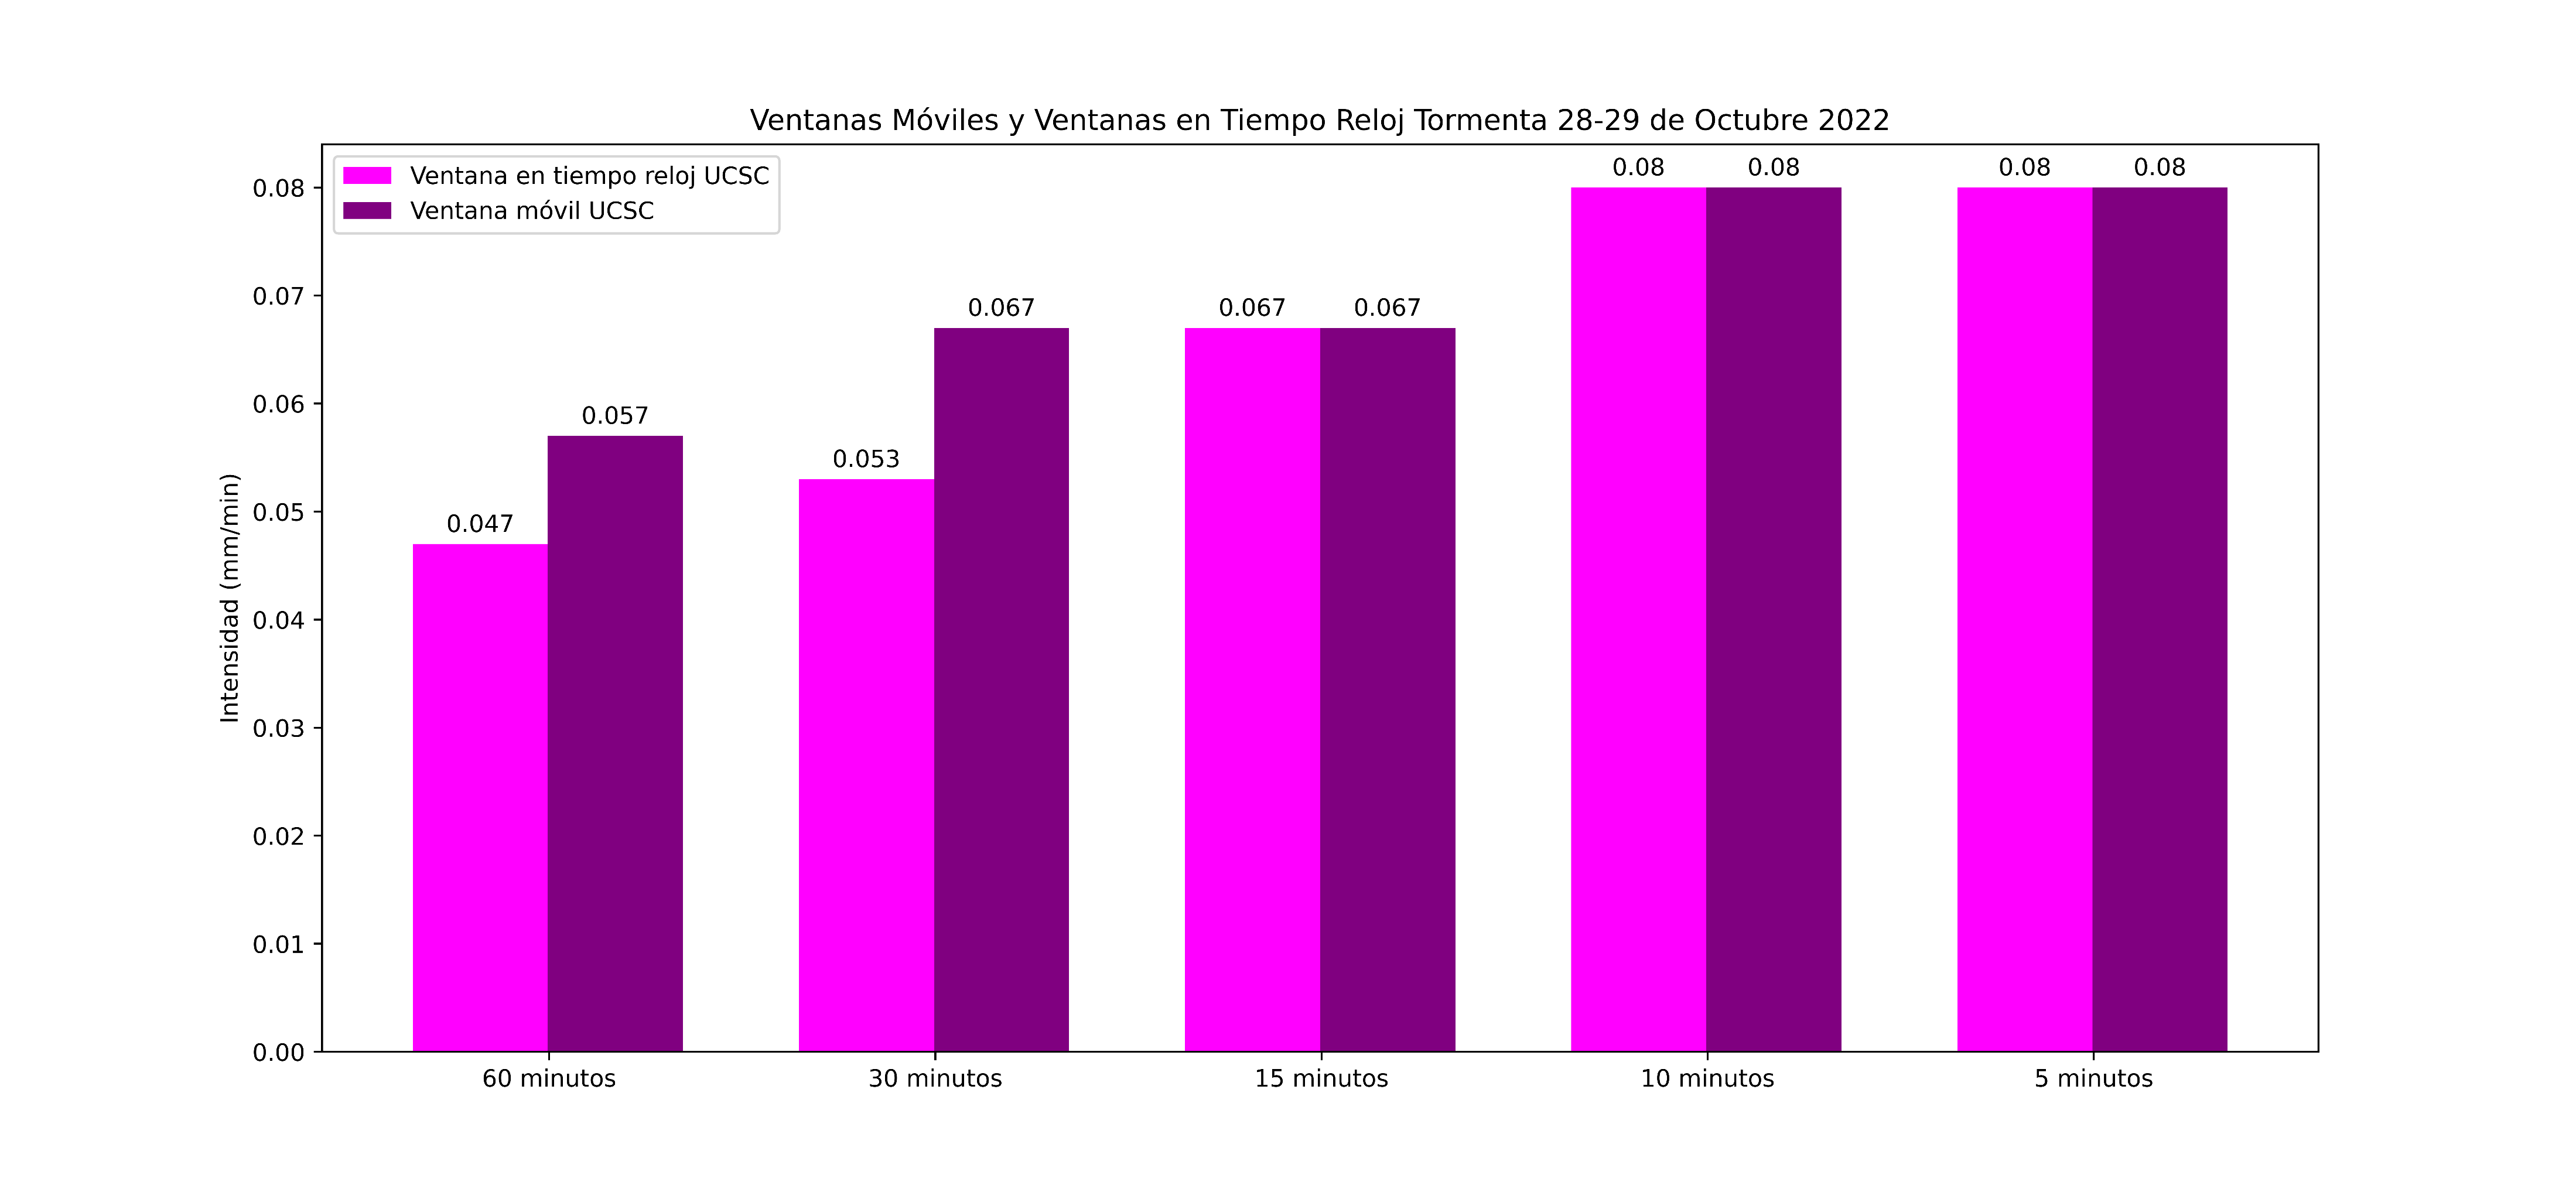 Ventanas Móviles y Ventanas en Tiempo Reloj Tormenta 28-29 de Octubre 2022
Ventana en tiempo reloj UCSC
Ventana móvil UCSC
Intensidad (mm/min)
0.08
0.07
0.06
0.05
0.04
0.03
0.02
0.01
0.00
0.047
0.057
0.053
0.067
0.067
0.067
0.08
0.08
0.08
0.08
60 minutos
30 minutos
15 minutos
10 minutos
5 minutos